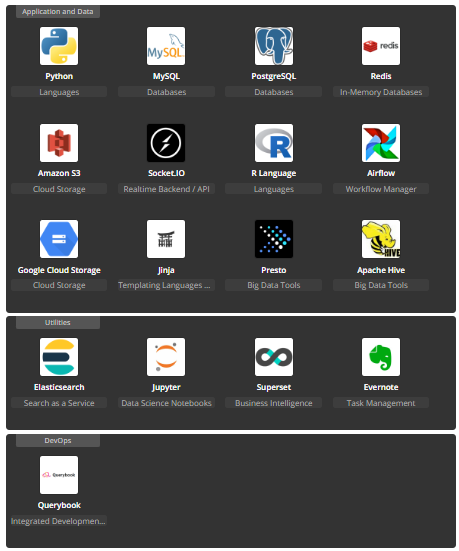 Application and Data
redis
Python
MySQL
PostgreSQL
Redis
Languages
Databases
Databases
In-Memory Databases
Amazon S3
Socket.IO
R Language
Airflow
Cloud Storage
Realtime Backend / API
Languages
Workflow Manager
HIVE
Google Cloud Storage
Jinja
Presto
Apache Hive
Cloud Storage
Templating Languages ...
Big Data Tools
Big Data Tools
Utilities
Elasticsearch
Jupyter
Superset
Evernote
Search as a Service
Data Science Notebooks
Business Intelligence
Task Management
DevOps
Querybook
Querybook
Integrated Developmen...